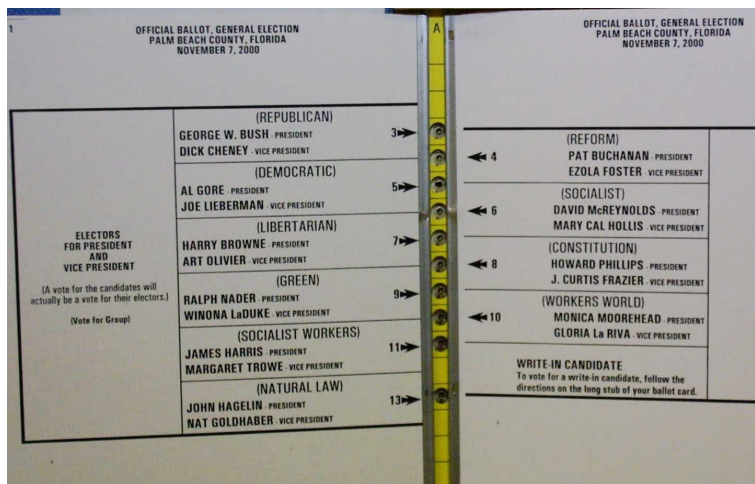 1
OFFICIAL BALLOT, GENERAL ELECTION
PALM BEACH COUNTY, FLORIDA
NOVEMBER 7, 2000
ELECTORS
FOR PRESIDENT
AND
VICE PRESIDENT
(A vote for the candidates will
actually be a vote for their electors.)
(Vote for Group)
(REPUBLICAN)
GEORGE W. BUSH - PRESIDENT
DICK CHENEY - VICE PRESIDENT
3
(DEMOCRATIC)
AL GORE - PRESIDENT
JOE LIEBERMAN - VICE PRESIDENT
5
(LIBERTARIAN)
HARRY BROWNE - PRESIDENT
ART OLIVIER - VICE PRESIDENT
7
(GREEN)
RALPH NADER - PRESIDENT
WINONA LaDUKE - VICE PRESIDENT
9
(SOCIALIST WORKERS)
JAMES HARRIS - PRESIDENT
MARGARET TROWE - VICE PRESIDENT
11
(NATURAL LAW)
JOHN HAGELIN - PRESIDENT
NAT GOLDHABER - VICE PRESIDENT
13
A
OFFICIAL BALLOT, GENERAL ELECTION
PALM BEACH COUNTY, FLORIDA
NOVEMBER 7, 2000
(REFORM)
4 PAT BUCHANAN - PRESIDENT
EZOLA FOSTER - VICE PRESIDENT
(SOCIALIST)
6 DAVID McREYNOLDS - PRESIDENT
MARY CAL HOLLIS - VICE PRESIDENT
(CONSTITUTION)
8 HOWARD PHILLIPS - PRESIDENT
J. CURTIS FRAZIER - VICE PRESIDENT
(WORKERS WORLD)
10 MONICA MOOREHEAD - PRESIDENT
GLORIA La RIVA - VICE PRESIDENT
WRITE-IN CANDIDATE
To vote for a write-in candidate, follow the
directions on the long stub of your ballot card.